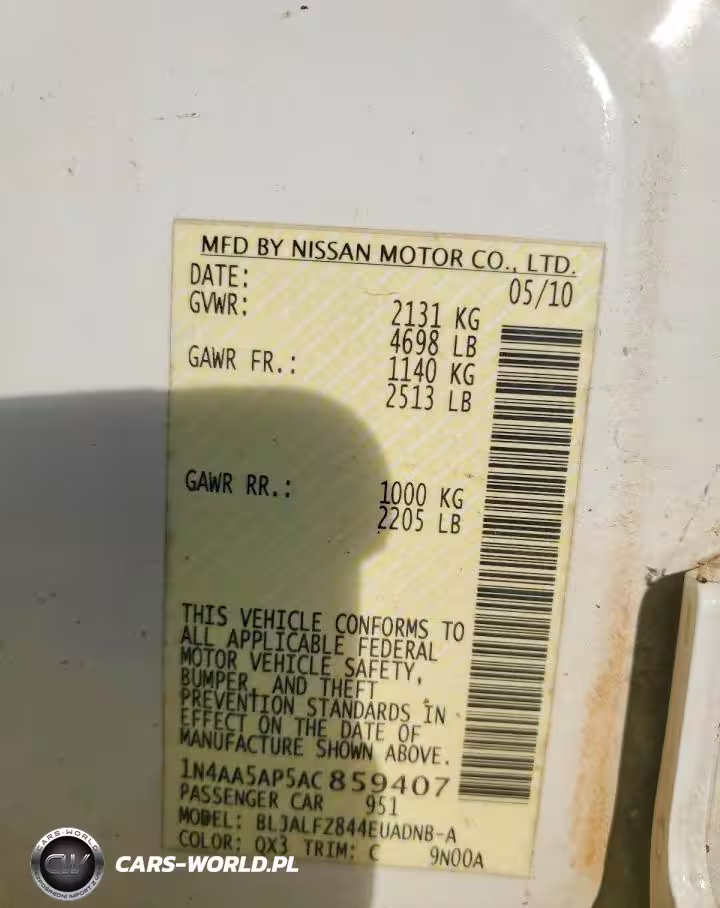 MFD BY NISSAN MOTOR CO., LTD.
DATE: 05/10
GVWR: 2131 KG
4698 LB
GAWR FR.: 1140 KG
2513 LB
GAWR RR.: 1000 KG
2205 LB
THIS VEHICLE CONFORMS TO
ALL APPLICABLE FEDERAL
MOTOR VEHICLE SAFETY,
BUMPER, AND THEFT
PREVENTION STANDARDS IN
EFFECT ON THE DATE OF
MANUFACTURE SHOWN ABOVE.
1N4AA5AP5AC859407
PASSENGER CAR 951
MODEL: BLJALFZ844EUADNB-A
COLOR: QX3 TRIM: C 9N00A
CARS-WORLD
CW
CARS-WORLD.PL